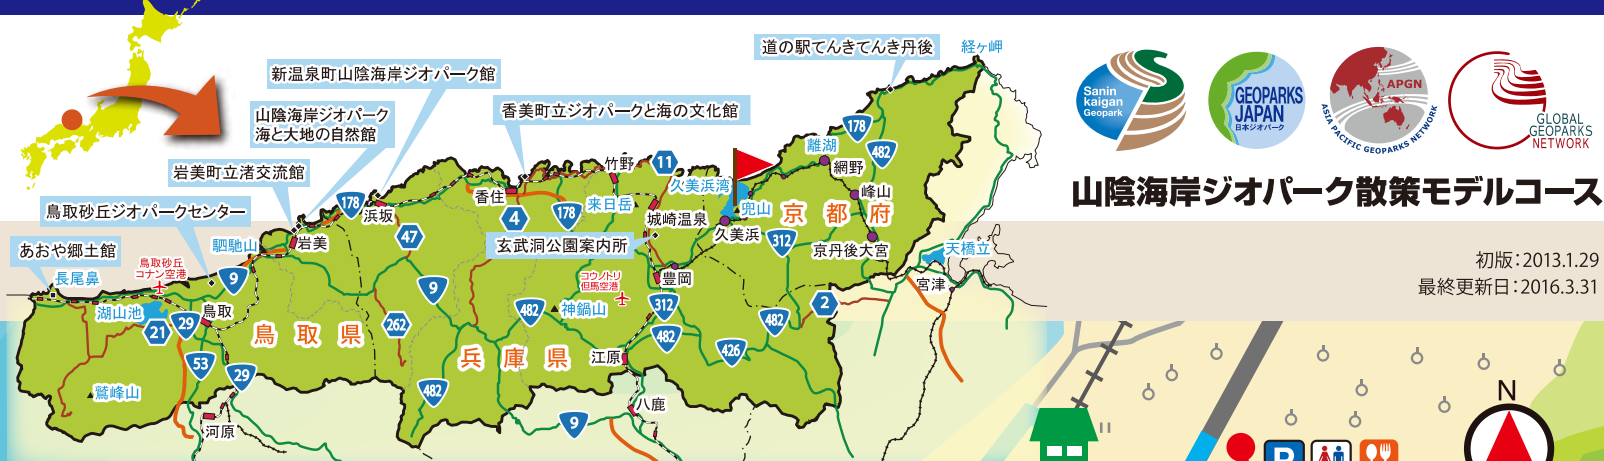 道の駅てんきてんき丹後
経ヶ岬
新温泉町山陰海岸ジオパーク館
山陰海岸ジオパーク
海と大地の自然館
香美町立ジオパークと海の文化館
岩美町立渚交流館
鳥取砂丘ジオパークセンター
あおや郷土館
玄武洞公園案内所
Sanin
kaigan
Geopark
GEOPARKS
JAPAN
日本ジオパーク
APGN
ASIA PACIFIC GEOPARKS NETWORK
GLOBAL
GEOPARKS
NETWORK
山陰海岸ジオパーク散策モデルコース
初版：2013.1.29
最終更新日：2016.3.31
178
482
離湖
網野
峰山
竹野
11
久美浜湾
兜山
京都府
香住
来日岳
城崎温泉
久美浜
312
京丹後大宮
天橋立
宮津
178
浜坂
4
178
47
岩美
駟馳山
鳥取砂丘
コナン空港
9
長尾鼻
湖山池
鳥取
21
29
鳥取県
262
9
482
コウノトリ
但馬空港
神鍋山
豊岡
312
482
2
482
426
兵庫県
江原
53
29
482
鷲峰山
河原
八鹿
9
N
P